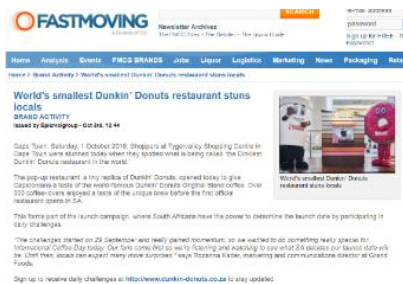 SEARCH
password
FASTMOVING
Newsletter Archives
Home Analysis Events FMCG BRANDS Jobs Liquor Logistics Marketing News Packaging
Home > Brand Activity > World's smallest Dunkin' Donuts restaurant stuns locals
World's smallest Dunkin' Donuts restaurant stuns
locals
BRAND ACTIVITY
Cape Town, Saturday, 1 October 2016: Shoppers at Tygervalley Shopping Centre in
Cape Town were stunned today when they spotted what is being called 'the Dinkiest
Dunkin' Donuts restaurant in the world.'
The pop-up restaurant, a tiny replica of Dunkin' Donuts, opened today to give
Capetonians a taste of the world-famous Dunkin' Donuts Original Blend coffee. Over
coffee-lovers enjoyed a taste of the unique brew before the first official
restaurant opens in SA.
World's smallest Dunkin' Donuts
restaurant stuns locals
This forms part of the launch campaign, where South Africans have the power to determine the launch date by participating in
daily challenges.
"The challenges started on 29 September and really gained momentum, so we wanted to do something really special for
International Coffee Day today. Our fans come first so we're listening and watching to see what SA decides our launch date will
be. Until then, locals can expect many more surprises." says Rozanna Kader, marketing and communications director at Grand
Foods.
Sign up to receive daily challenges at http://www.dunkin-donuts.co.za to stay updated